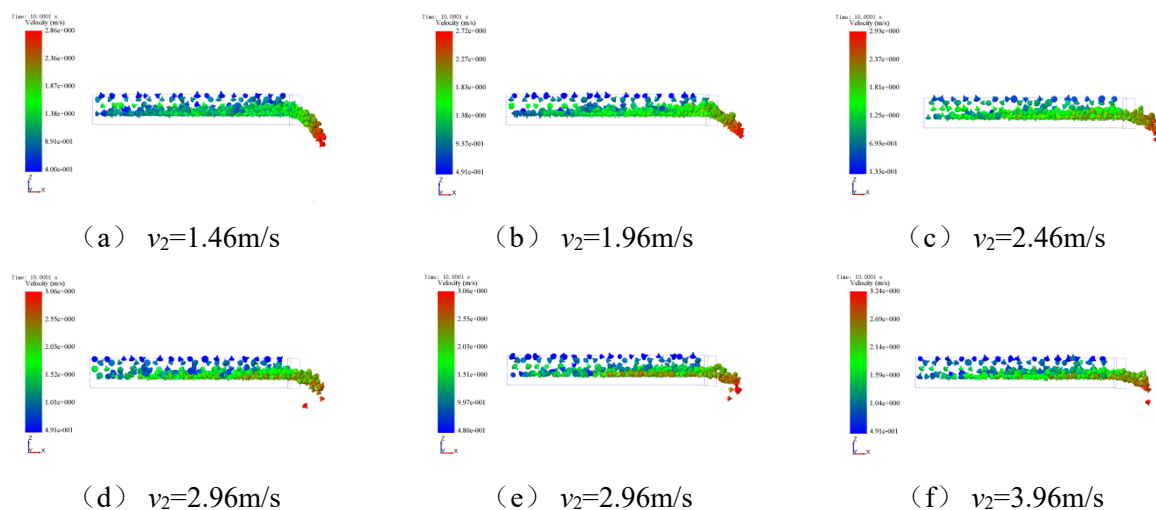 Time: 10.0001 s
Velocity (m/s)
2.86e+000
2.36e+000
1.87e+000
1.38e+000
8.91e-001
4.00e-001
Z
Y X
(a) v₂=1.46m/s
Time: 10.0001 s
Velocity (m/s)
2.72e+000
2.27e+000
1.83e+000
1.38e+000
9.37e-001
4.91e-001
Z
Y X
(b) v₂=1.96m/s
Time: 10.0001 s
Velocity (m/s)
2.93e+000
2.37e+000
1.81e+000
1.25e+000
6.93e-001
1.33e-001
Z
Y X
(c) v₂=2.46m/s
Time: 10.0001 s
Velocity (m/s)
3.06e+000
2.55e+000
2.03e+000
1.52e+000
1.01e+000
4.91e-001
Z
Y X
(d) v₂=2.96m/s
Time: 10.0001 s
Velocity (m/s)
3.06e+000
2.55e+000
2.03e+000
1.51e+000
9.97e-001
4.80e-001
Z
Y X
(e) v₂=2.96m/s
Time: 10.0001 s
Velocity (m/s)
3.24e+000
2.69e+000
2.14e+000
1.59e+000
1.04e+000
4.91e-001
Z
Y X
(f) v₂=3.96m/s